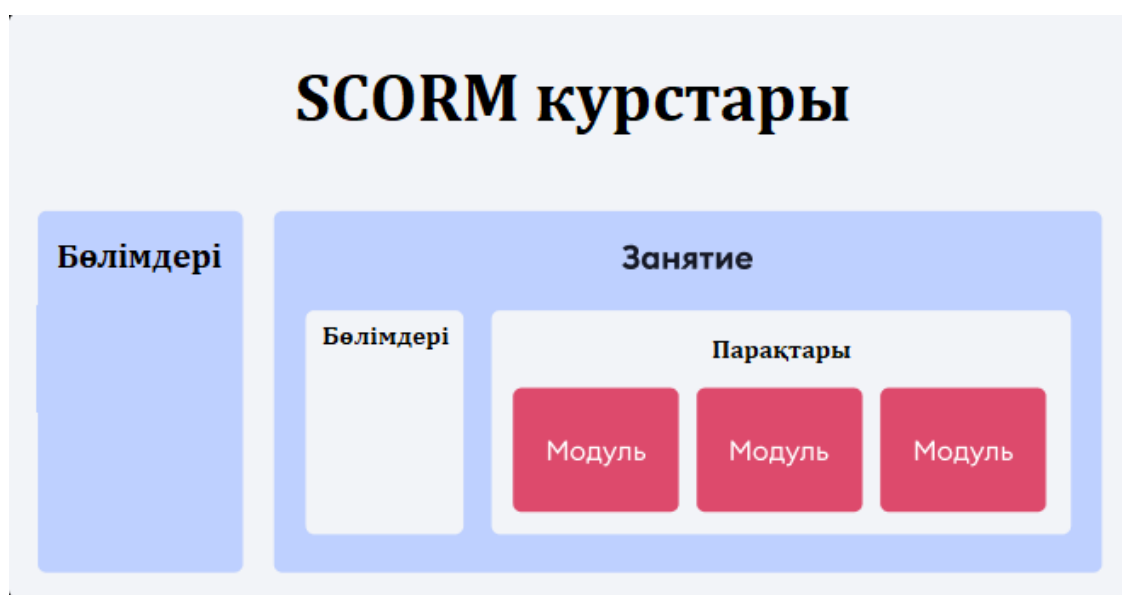 SCORM курстары
Бөлімдері
Занятие
Бөлімдері
Парақтары
Модуль
Модуль
Модуль